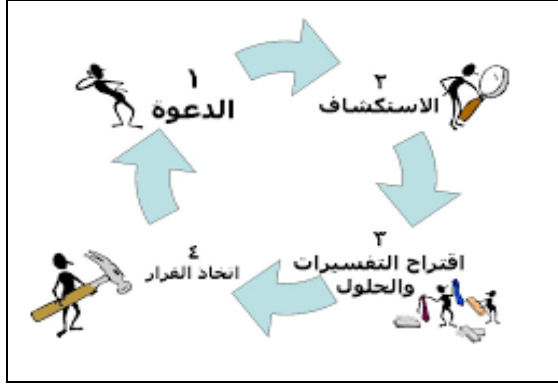 ١
الدعوة
٢
الاستكشاف
٣
اقتراح التفسيرات
والحلول
٤
اتخاذ القرار